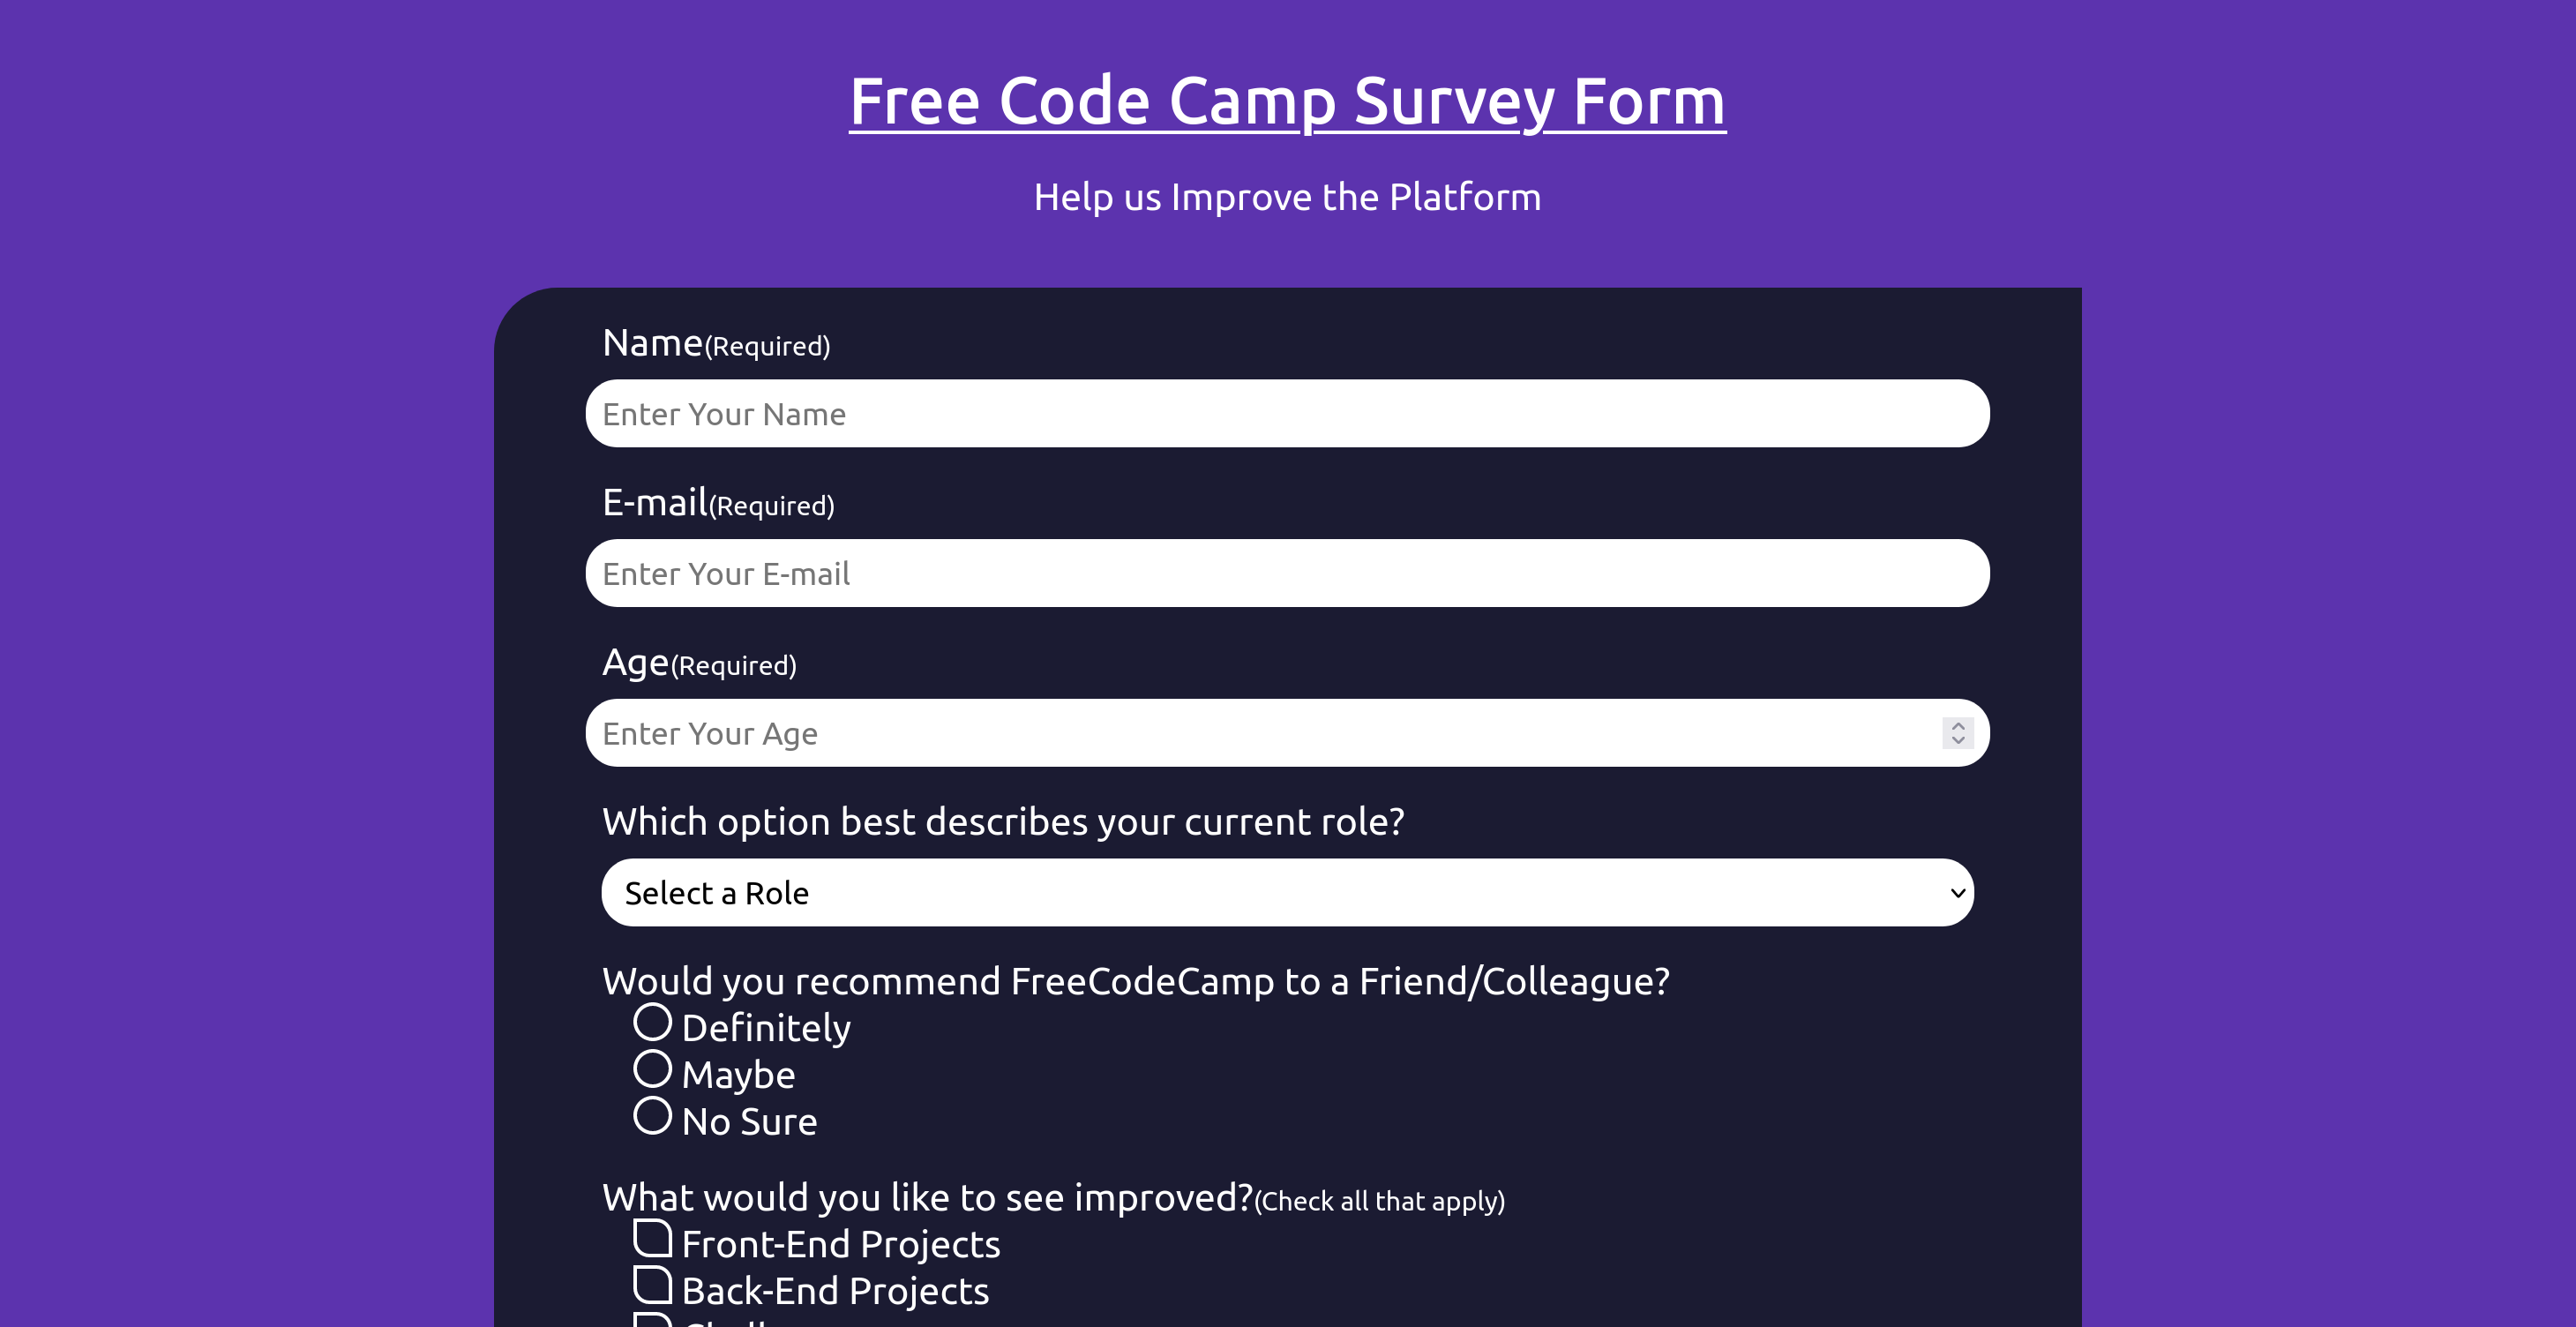 Free Code Camp Survey Form
Help us Improve the Platform
Name(Required)
Enter Your Name
E-mail(Required)
Enter Your E-mail
Age(Required)
Enter Your Age
Which option best describes your current role?
Select a Role
Would you recommend FreeCodeCamp to a Friend/Colleague?
Definitely
Maybe
No Sure
What would you like to see improved?(Check all that apply)
Front-End Projects
Back-End Projects